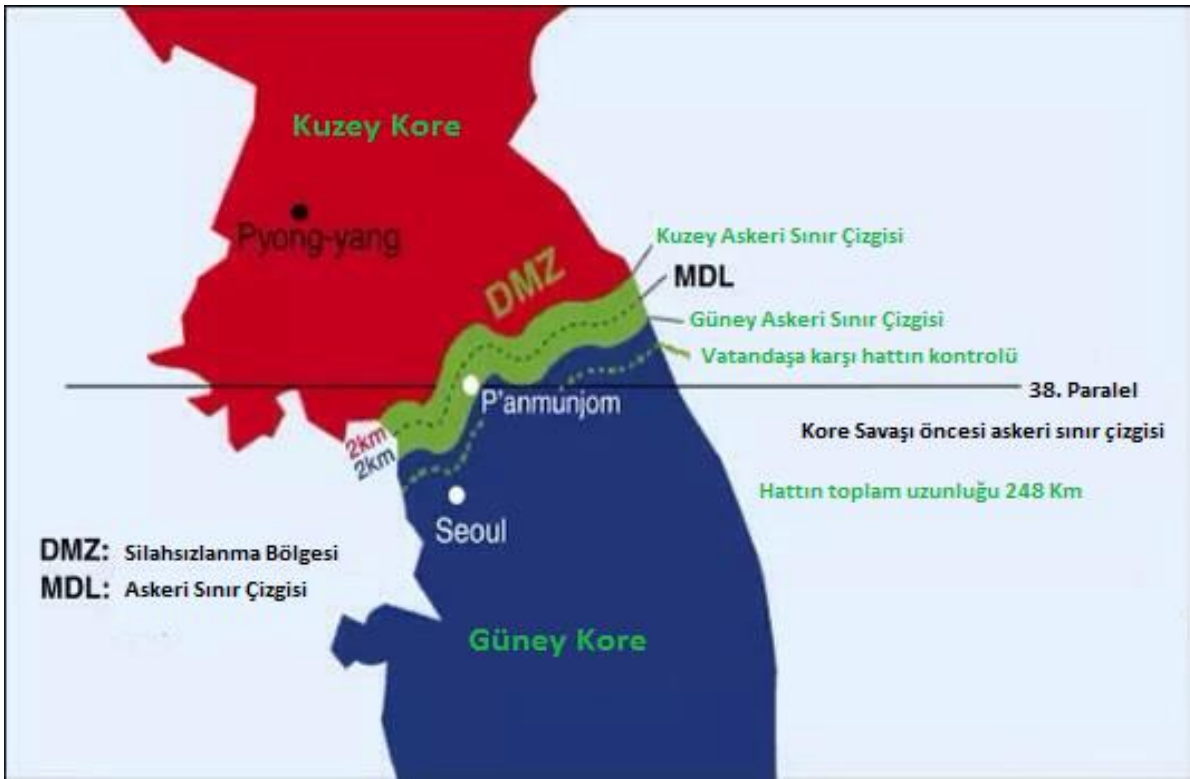 Kuzey Kore
Pyong-yang
Kuzey Askeri Sınır Çizgisi
DMZ
MDL
Güney Askeri Sınır Çizgisi
Vatandaşa karşı hattın kontrolü
38. Paralel
P'anmunjom
Kore Savaşı öncesi askeri sınır çizgisi
2km
2km
Hattın toplam uzunluğu 248 Km
Seoul
DMZ: Silahsızlanma Bölgesi
MDL: Askeri Sınır Çizgisi
Güney Kore